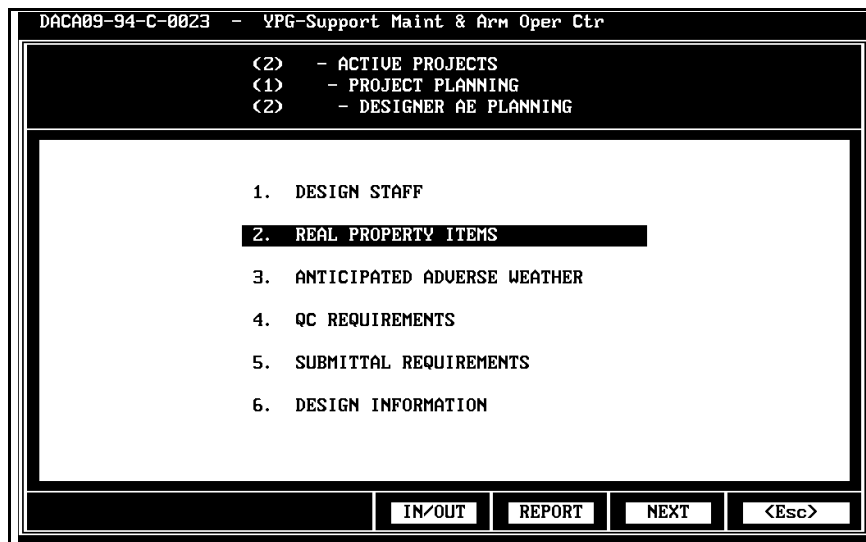 DACA09-94-C-0023 - YPG-Support Maint & Arm Oper Ctr
(2) - ACTIVE PROJECTS
(1) - PROJECT PLANNING
(2) - DESIGNER AE PLANNING
1. DESIGN STAFF
2. REAL PROPERTY ITEMS
3. ANTICIPATED ADVERSE WEATHER
4. QC REQUIREMENTS
5. SUBMITTAL REQUIREMENTS
6. DESIGN INFORMATION
IN/OUT REPORT NEXT <Esc>